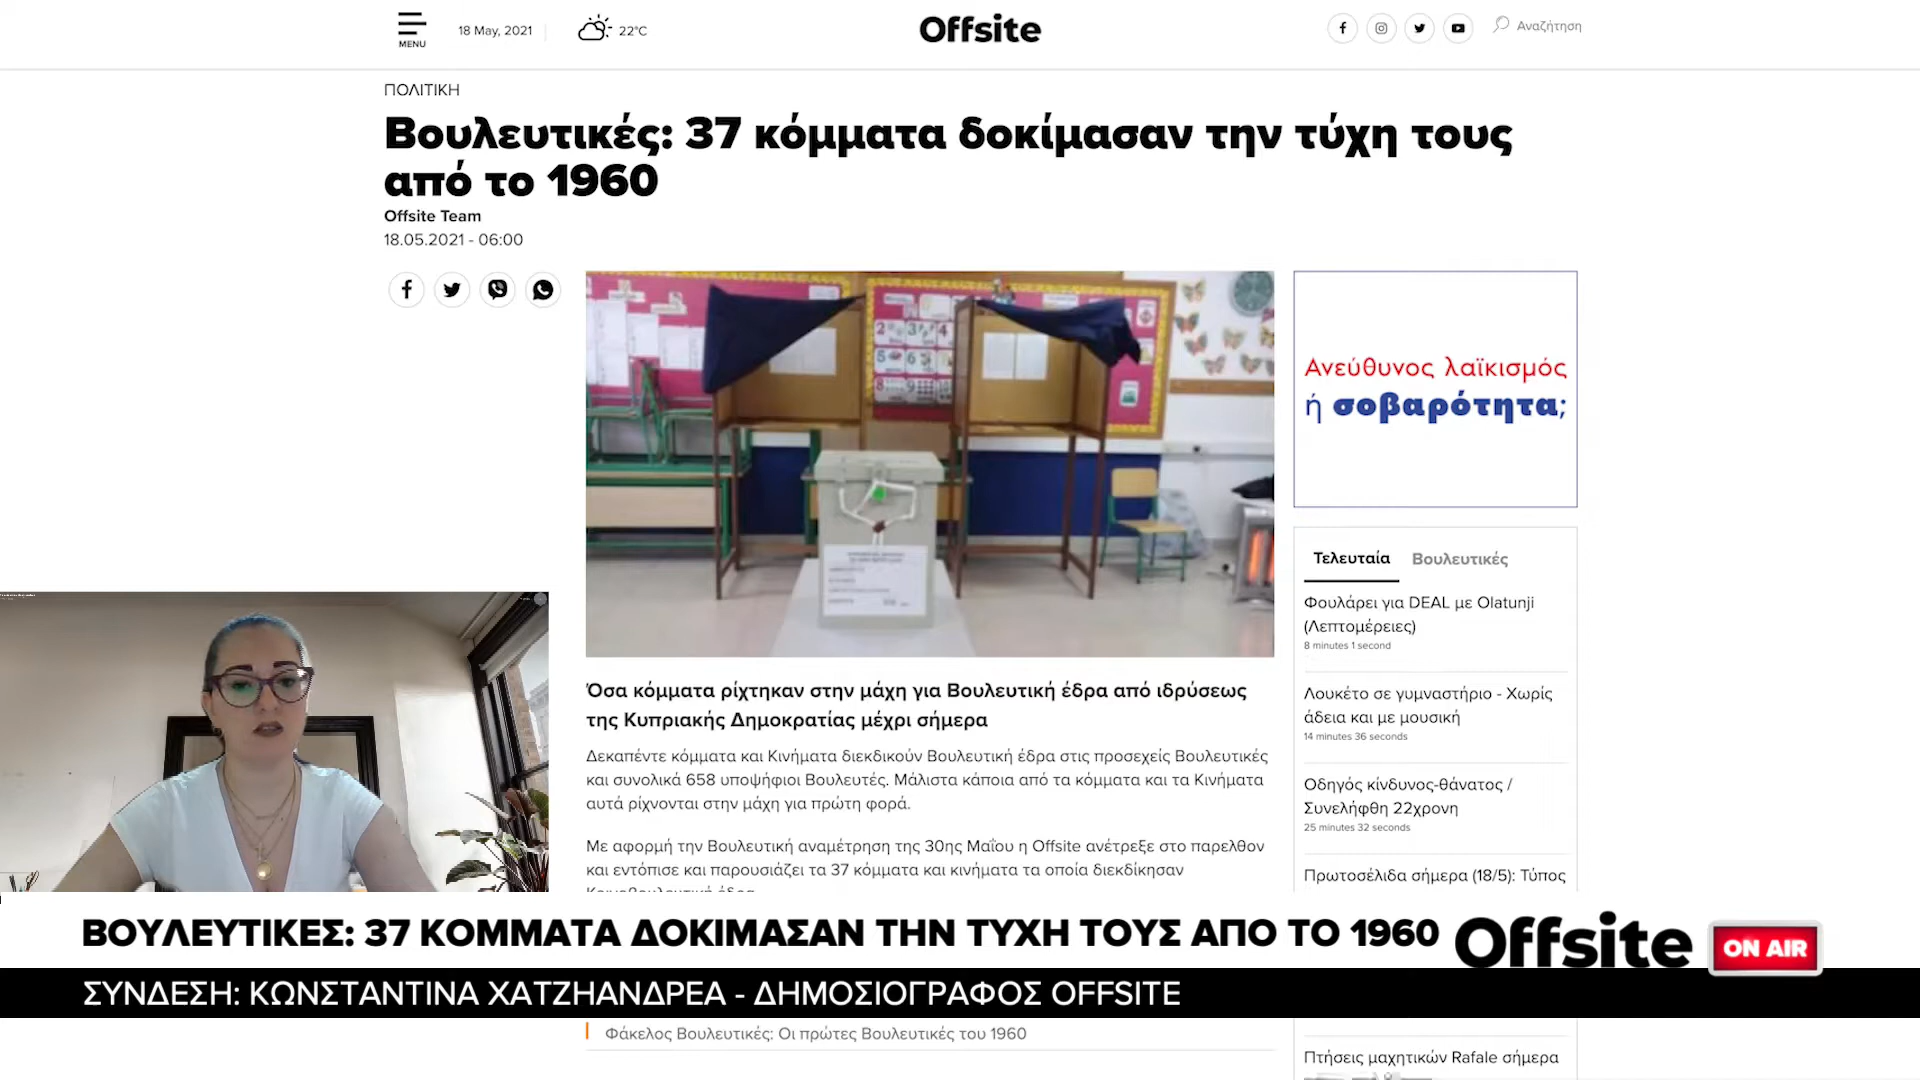 MENU
18 May, 2021
22°C
Offsite
Αναζήτηση
ΠΟΛΙΤΙΚΗ
Βουλευτικές: 37 κόμματα δοκίμασαν την τύχη τους
από το 1960
Offsite Team
18.05.2021 - 06:00
Ανεύθυνος λαϊκισμός
ή σοβαρότητα;
Όσα κόμματα ρίχτηκαν στην μάχη για Βουλευτική έδρα από ιδρύσεως
της Κυπριακής Δημοκρατίας μέχρι σήμερα
Δεκαπέντε κόμματα και Κινήματα διεκδικούν Βουλευτική έδρα στις προσεχείς Βουλευτικές
και συνολικά 658 υποψήφιοι Βουλευτές. Μάλιστα κάποια από τα κόμματα και τα Κινήματα
αυτά ρίχνονται στην μάχη για πρώτη φορά.
Με αφορμή την Βουλευτική αναμέτρηση της 30ης Μαΐου η Offsite ανέτρεξε στο παρελθον
και εντόπισε και παρουσιάζει τα 37 κόμματα και κινήματα τα οποία διεκδίκησαν
Τελευταία Βουλευτικές
Φουλάρει για DEAL με Olatunji
(Λεπτομέρειες)
8 minutes 1 second
Λουκέτο σε γυμναστήριο - Χωρίς
άδεια και με μουσική
14 minutes 36 seconds
Οδηγός κίνδυνος-θάνατος /
Συνελήφθη 22χρονη
25 minutes 32 seconds
Πρωτοσέλιδα σήμερα (18/5): Τύπος
ΒΟΥΛΕΥΤΙΚΕΣ: 37 ΚΟΜΜΑΤΑ ΔΟΚΙΜΑΣΑΝ ΤΗΝ ΤΥΧΗ ΤΟΥΣ ΑΠΟ ΤΟ 1960
Offsite
ON AIR
ΣΥΝΔΕΣΗ: ΚΩΝΣΤΑΝΤΙΝΑ ΧΑΤΖΗΑΝΔΡΕΑ - ΔΗΜΟΣΙΟΓΡΑΦΟΣ OFFSITE
Φάκελος Βουλευτικές: Οι πρώτες Βουλευτικές του 1960
Πτήσεις μαχητικών Rafale σήμερα